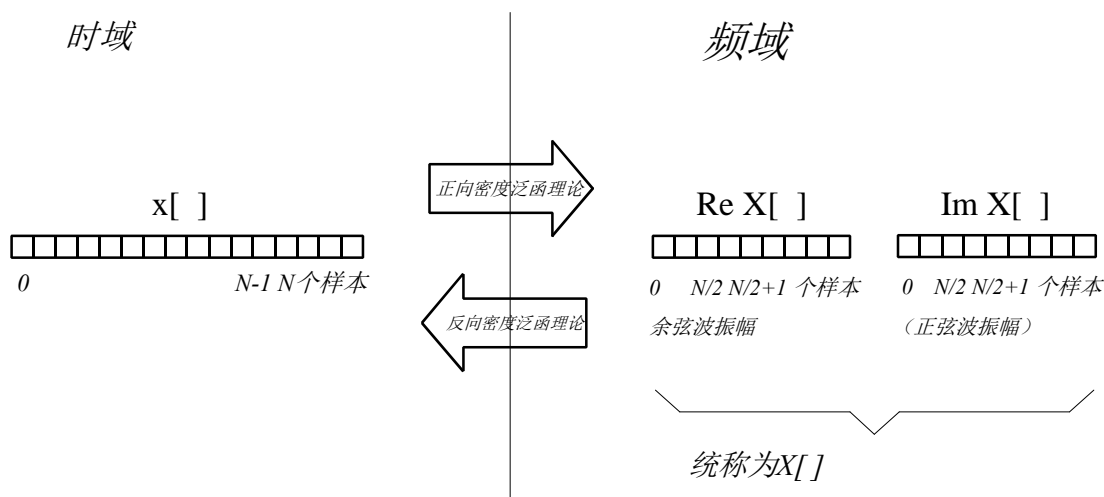 时域
频域
正向密度泛函理论
x[ ]
Re X[ ]
Im X[ ]
0
N-1 N个样本
0 N/2 N/2+1 个样本
0 N/2 N/2+1 个样本
反向密度泛函理论
余弦波振幅
（正弦波振幅）
统称为X[ ]